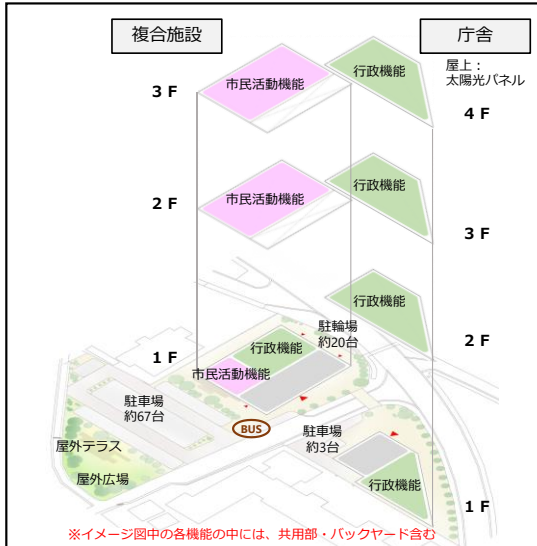 複合施設
庁舎
屋上：
太陽光パネル
3 F
市民活動機能
行政機能
4 F
2 F
市民活動機能
行政機能
3 F
行政機能
2 F
駐輪場
約20台
1 F
行政機能
市民活動機能
駐車場
約67台
BUS
駐車場
約3台
屋外テラス
屋外広場
行政機能
1 F
※イメージ図中の各機能の中には、共用部・バックヤード含む